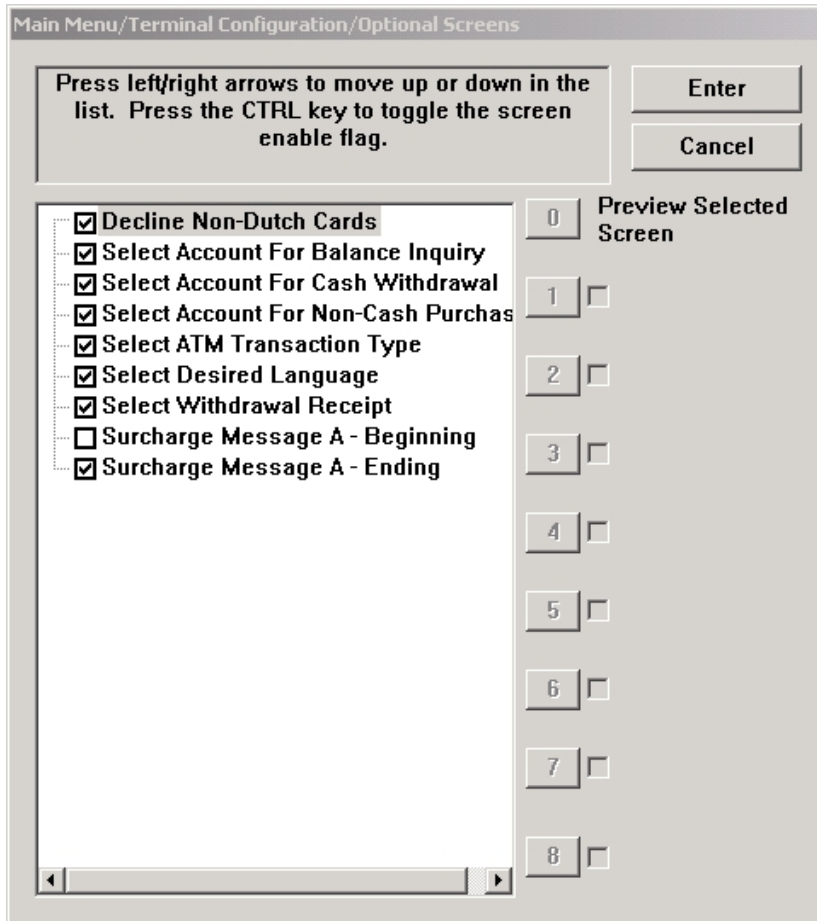 Main Menu/Terminal Configuration/Optional Screens
Press left/right arrows to move up or down in the
list. Press the CTRL key to toggle the screen
enable flag.
Enter
Cancel
Decline Non-Dutch Cards
Select Account For Balance Inquiry
Select Account For Cash Withdrawal
Select Account For Non-Cash Purchas
Select ATM Transaction Type
Select Desired Language
Select Withdrawal Receipt
Surcharge Message A - Beginning
Surcharge Message A - Ending
0
Preview Selected
Screen
1
2
3
4
5
6
7
8